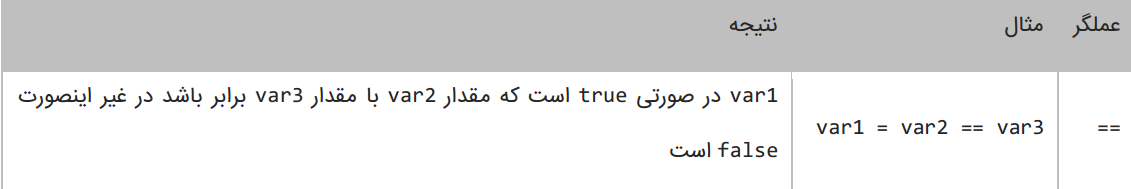 عملگر مثال نتیجه
== var1 = var2 == var3
var1 در صورتی true است که مقدار var2 با مقدار var3 برابر باشد در غیر اینصورت
false است